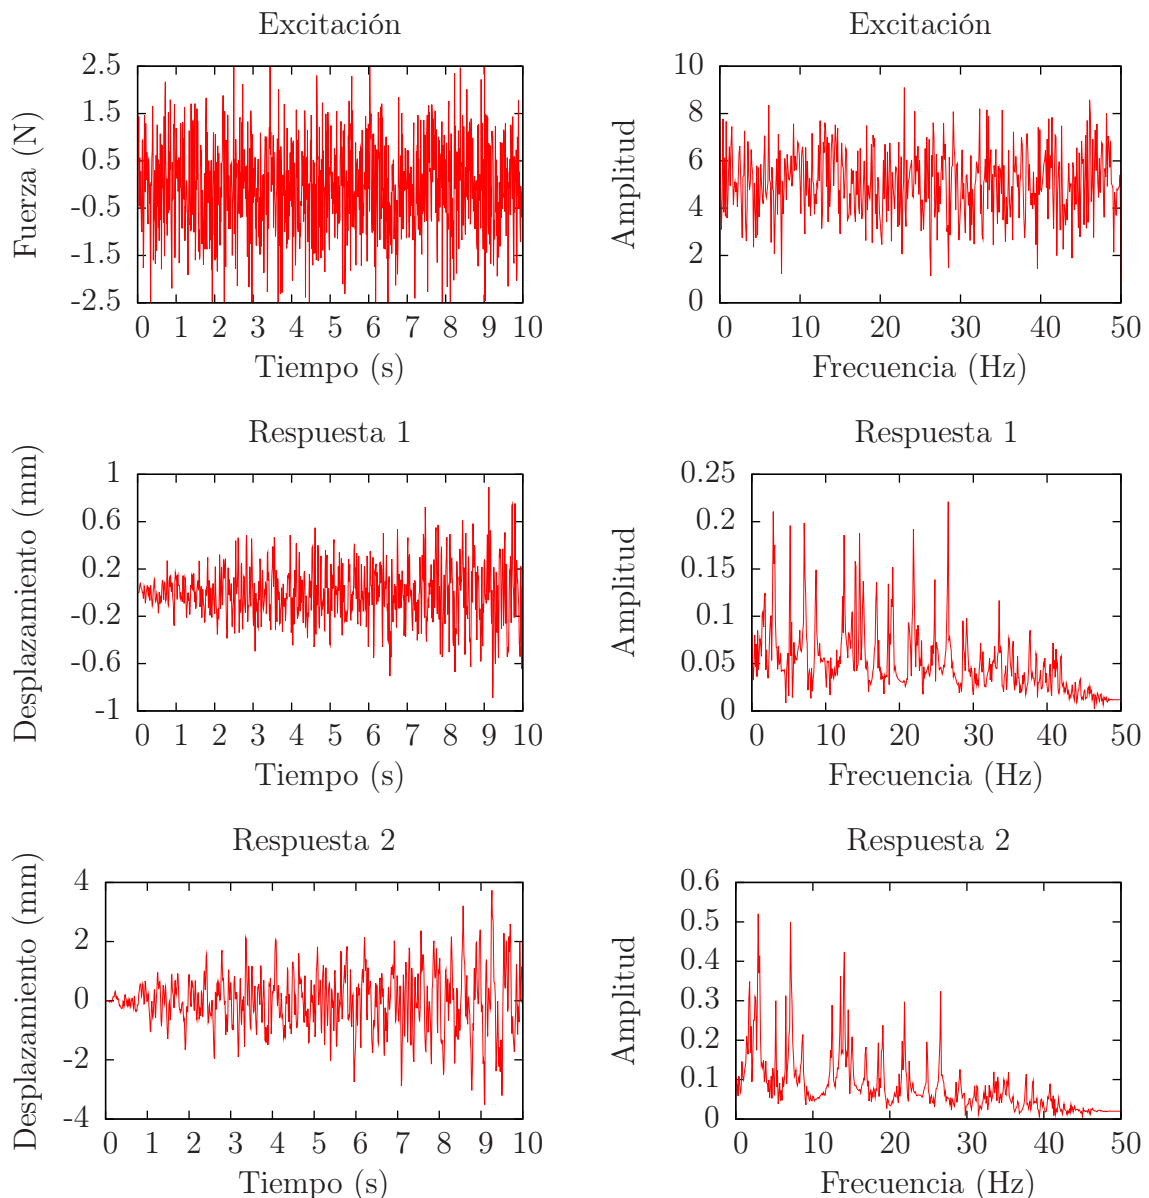 Excitación
Fuerza (N)
2.5
1.5
0.5
-0.5
-1.5
-2.5
0 1 2 3 4 5 6 7 8 9 10
Tiempo (s)
Excitación
Amplitud
10
8
6
4
2
0
0 10 20 30 40 50
Frecuencia (Hz)
Respuesta 1
Desplazamiento (mm)
1
0.6
0.2
-0.2
-0.6
-1
0 1 2 3 4 5 6 7 8 9 10
Tiempo (s)
Respuesta 1
Amplitud
0.25
0.2
0.15
0.1
0.05
0
0 10 20 30 40 50
Frecuencia (Hz)
Respuesta 2
Desplazamiento (mm)
4
2
0
-2
-4
0 1 2 3 4 5 6 7 8 9 10
Tiempo (s)
Respuesta 2
Amplitud
0.6
0.5
0.4
0.3
0.2
0.1
0
0 10 20 30 40 50
Frecuencia (Hz)